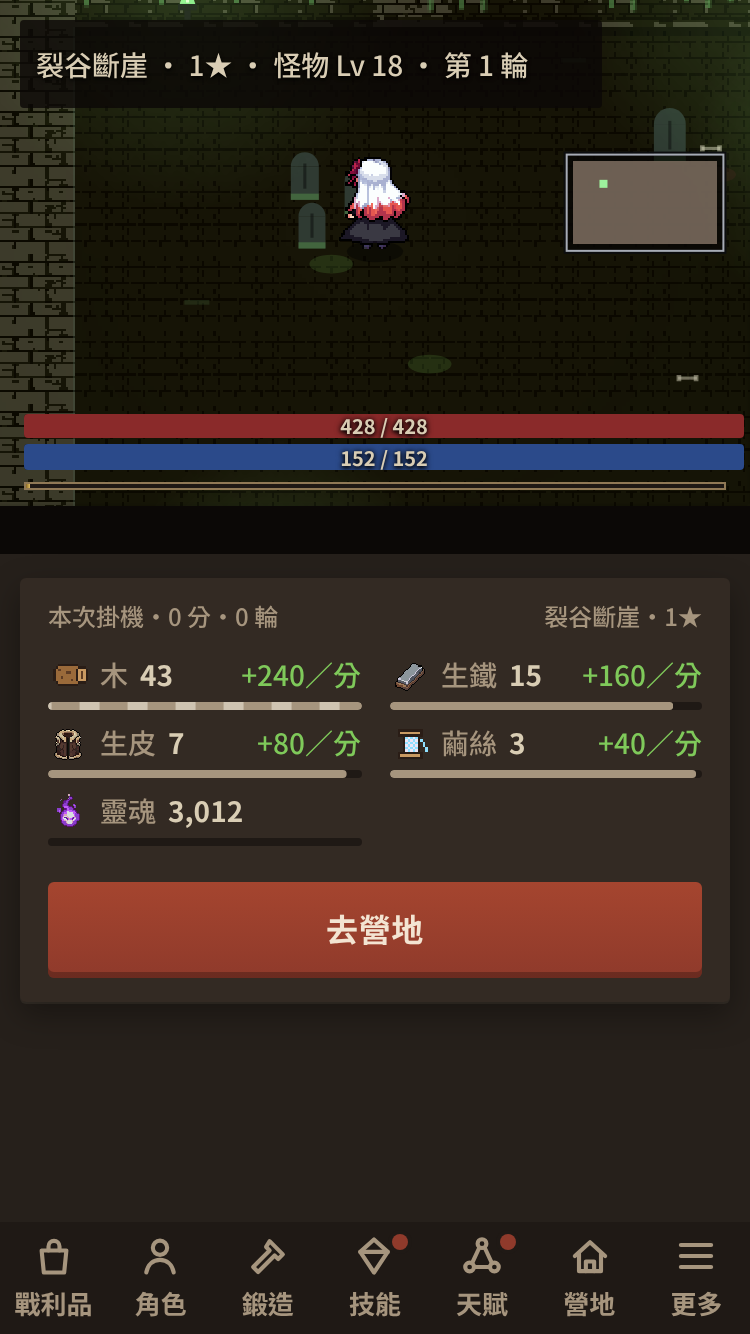 裂谷斷崖 · 1★ · 怪物 Lv 18 · 第 1 輪
428 / 428
152 / 152
本次掛機·0 分·0 輪
裂谷斷崖·1★
木 43 +240／分
生鐵 15 +160／分
生皮 7 +80／分
繭絲 3 +40／分
靈魂 3,012
去營地
戰利品 角色 鍛造 技能 天賦 營地 更多